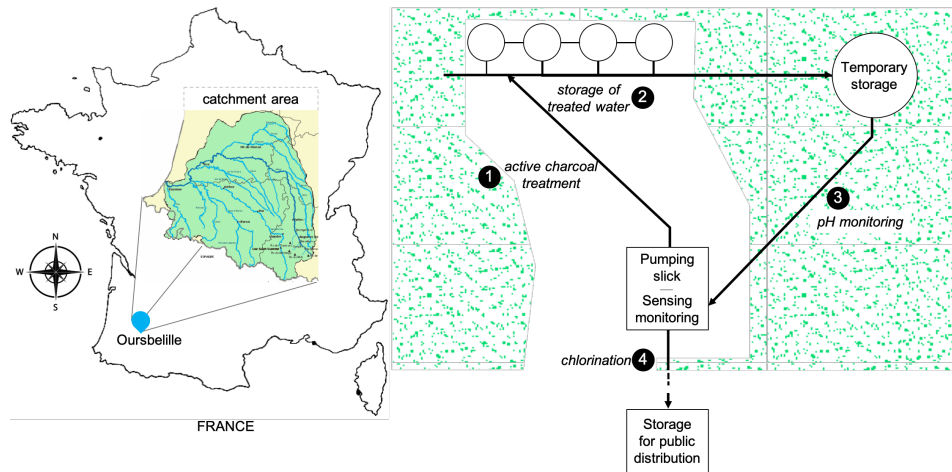 catchment area
N
W
E
S
Oursbelille
FRANCE
storage of
treated water
2
Temporary
storage
1
active charcoal
treatment
3
pH monitoring
Pumping
slick
Sensing
monitoring
chlorination
4
Storage
for public
distribution